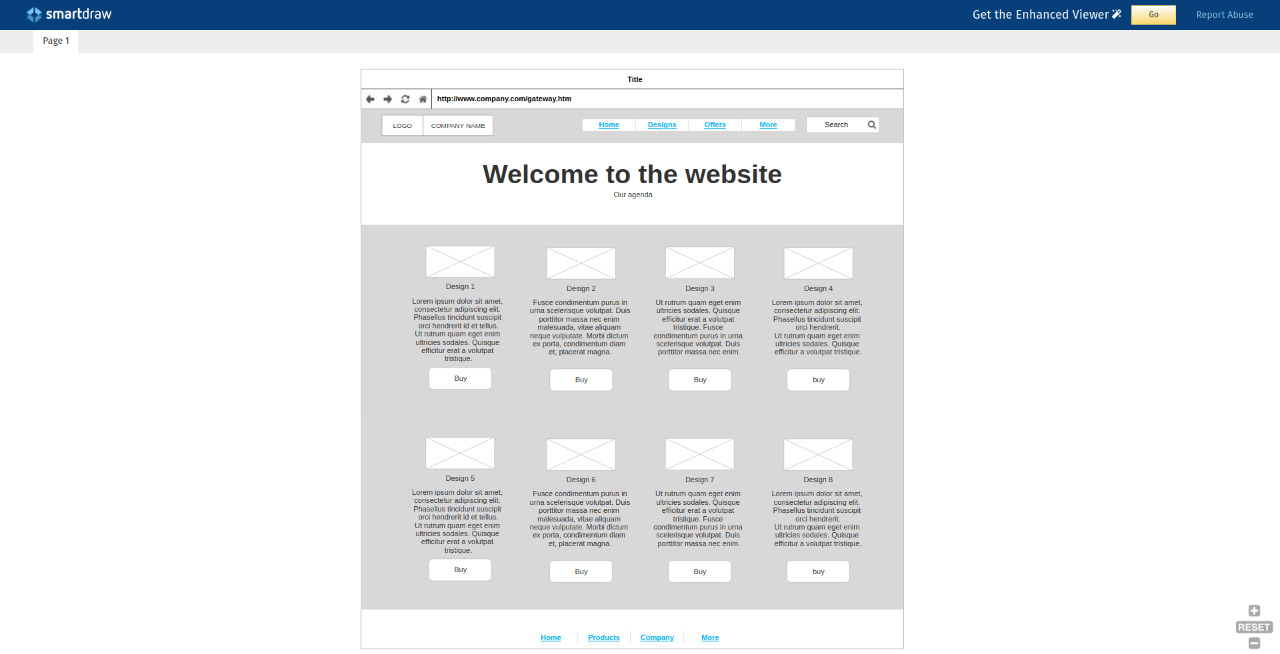 smartdraw
Get the Enhanced Viewer
Go
Report Abuse
Page 1
Title
http://www.company.com/gateway.htm
LOGO
COMPANY NAME
Home
Designs
Offers
More
Search
Welcome to the website
Our agenda
Design 1
Lorem ipsum dolor sit amet,
consectetur adipiscing elit.
Phasellus tincidunt suscipit
orci hendrerit id et tellus.
Ut rutrum quam eget enim
ultricies sodales. Quisque
efficitur erat a volutpat
tristique.
Buy
Design 2
Fusce condimentum purus in
urna scelerisque volutpat. Duis
porttitor massa nec enim
malesuada, vitae aliquam
neque vulputate. Morbi dictum
ex porta, condimentum diam
et, placerat magna.
Buy
Design 3
Ut rutrum quam eget enim
ultricies sodales. Quisque
efficitur erat a volutpat
tristique. Fusce
condimentum purus in urna
scelerisque volutpat. Duis
porttitor massa nec enim.
Buy
Design 4
Lorem ipsum dolor sit amet,
consectetur adipiscing elit.
Phasellus tincidunt suscipit
orci hendrerit.
Ut rutrum quam eget enim
ultricies sodales. Quisque
efficitur a volutpat tristique.
buy
Design 5
Lorem ipsum dolor sit amet,
consectetur adipiscing elit.
Phasellus tincidunt suscipit
orci hendrerit id et tellus.
Ut rutrum quam eget enim
ultricies sodales. Quisque
efficitur erat a volutpat
tristique.
Buy
Design 6
Fusce condimentum purus in
urna scelerisque volutpat. Duis
porttitor massa nec enim
malesuada, vitae aliquam
neque vulputate. Morbi dictum
ex porta, condimentum diam
et, placerat magna.
Buy
Design 7
Ut rutrum quam eget enim
ultricies sodales. Quisque
efficitur erat a volutpat
tristique. Fusce
condimentum purus in urna
scelerisque volutpat. Duis
porttitor massa nec enim.
Buy
Design 8
Lorem ipsum dolor sit amet,
consectetur adipiscing elit.
Phasellus tincidunt suscipit
orci hendrerit.
Ut rutrum quam eget enim
ultricies sodales. Quisque
efficitur a volutpat tristique.
buy
Home
Products
Company
More
RESET